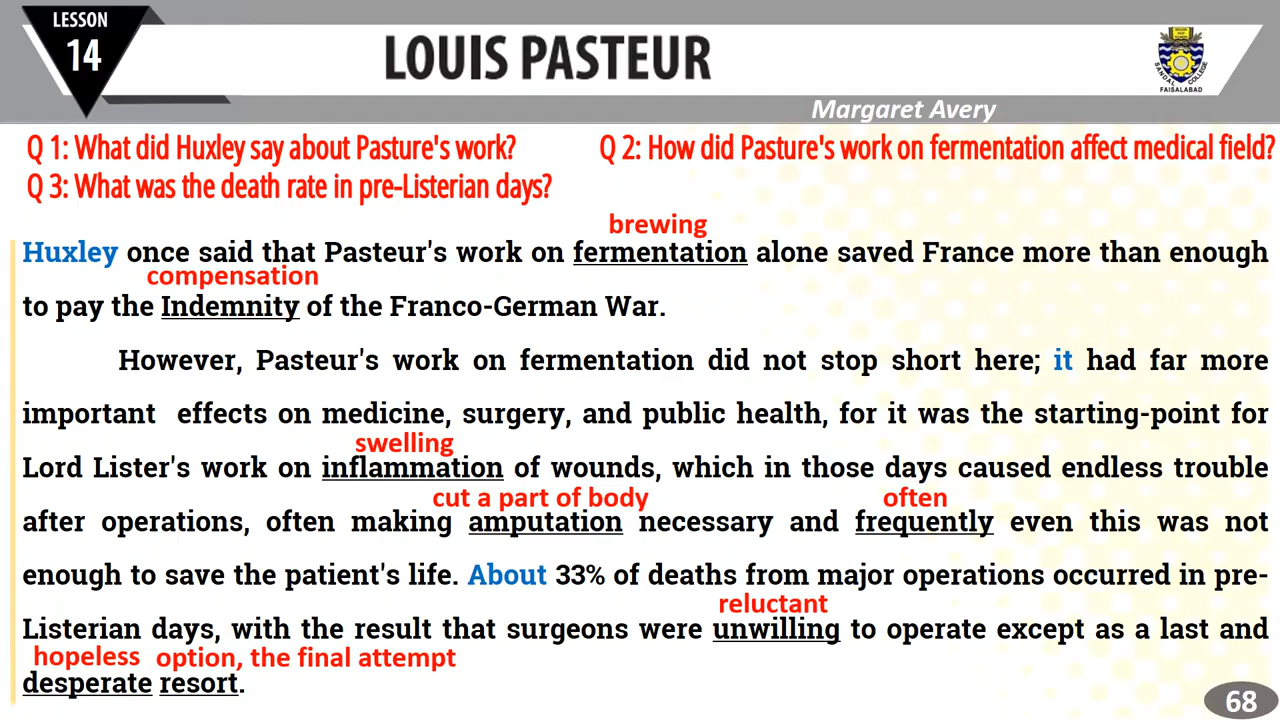 LESSON
14
LOUIS PASTEUR
SANDAL COLLEGE
FAISALABAD
Margaret Avery
Q 1: What did Huxley say about Pasture's work?
Q 2: How did Pasture's work on fermentation affect medical field?
Q 3: What was the death rate in pre-Listerian days?
brewing
Huxley once said that Pasteur's work on fermentation alone saved France more than enough
compensation
to pay the Indemnity of the Franco-German War.
However, Pasteur's work on fermentation did not stop short here; it had far more
important effects on medicine, surgery, and public health, for it was the starting-point for
swelling
Lord Lister's work on inflammation of wounds, which in those days caused endless trouble
cut a part of body often
after operations, often making amputation necessary and frequently even this was not
enough to save the patient's life. About 33% of deaths from major operations occurred in pre-
reluctant
Listerian days, with the result that surgeons were unwilling to operate except as a last and
hopeless option, the final attempt
desperate resort.
68